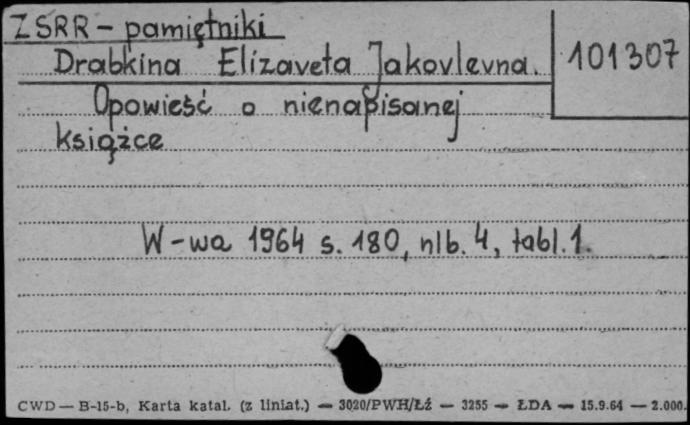 ZSRR – pamiętniki
Drabkina Elizaveta Jakovlevna. 101307
Opowieść o nienapisanej
książce
W-wa 1964 s. 180, nlb. 4, tabl. 1.
CWD — B-15-b, Karta katal. (z liniat.) — 3020/PWH/Łź — 3255 — ŁDA — 15.9.64 — 2.000.